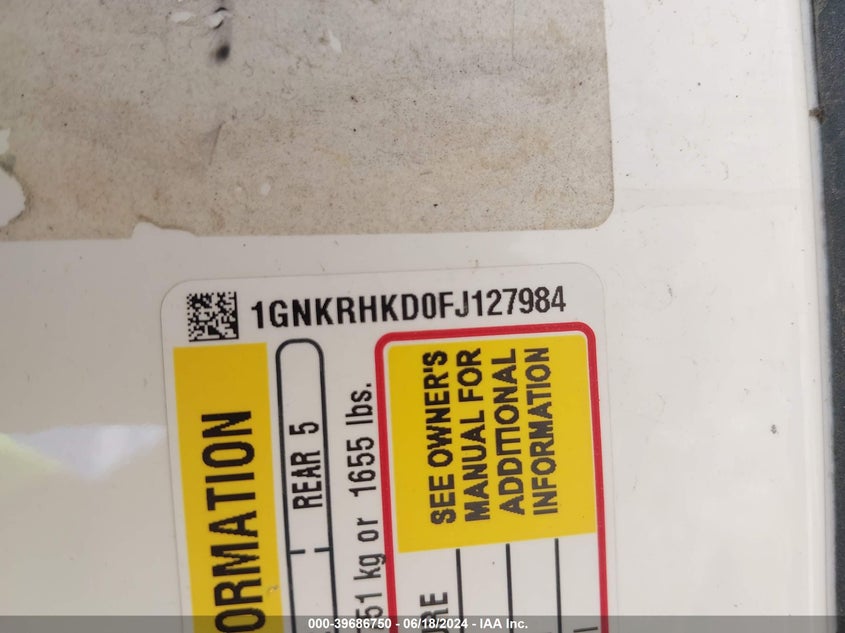 1GNKRHKD0FJ127984
ORMATION
REAR 5
51 kg or 1655 lbs.
SEE OWNER'S
MANUAL FOR
ADDITIONAL
INFORMATION
URE
000-39686750 - 06/18/2024 - IAA Inc.